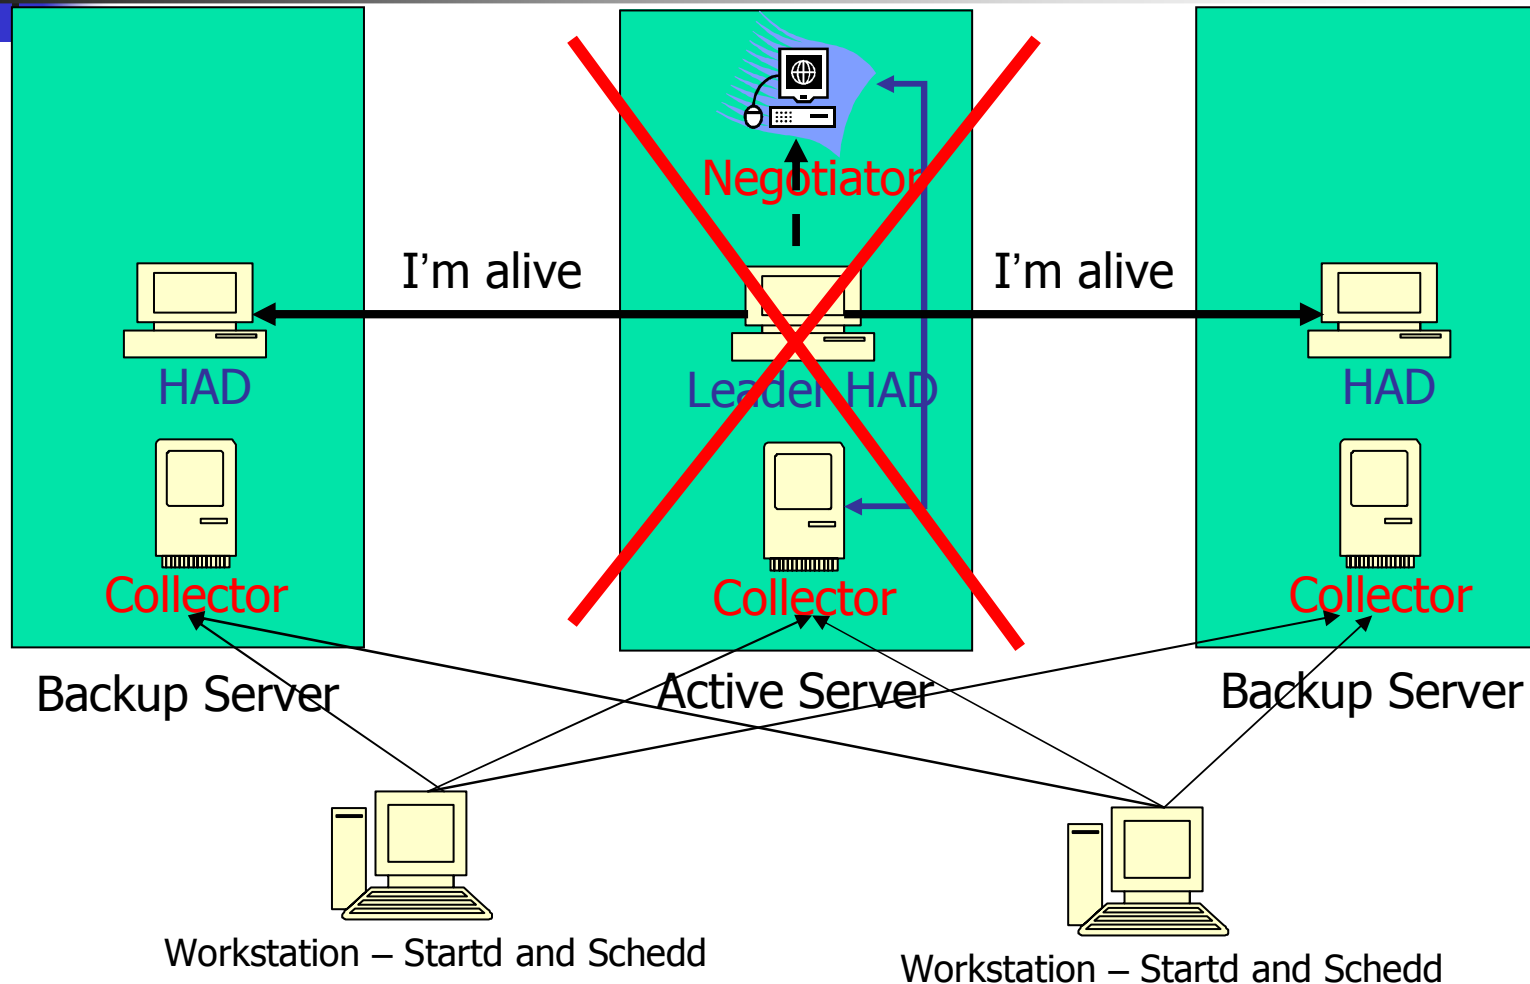 Negotiator
I'm alive
I'm alive
HAD
Leader HAD
HAD
Collector
Collector
Collector
Backup Server
Active Server
Backup Server
Workstation – Startd and Schedd
Workstation – Startd and Schedd